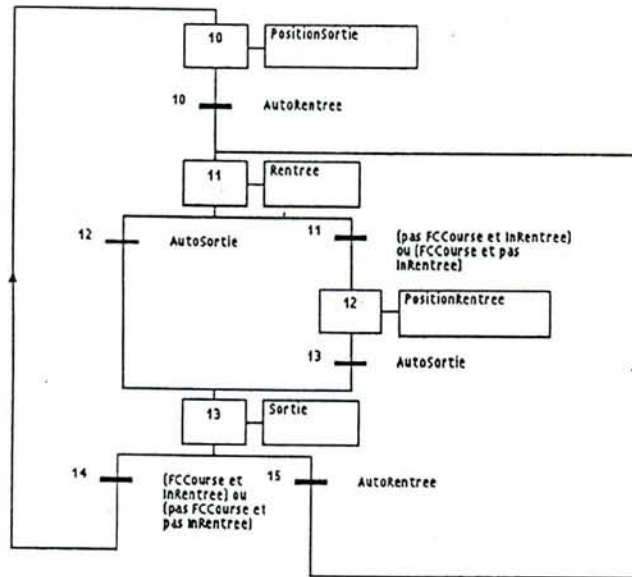 10
PositionSortie
10
AutoRentree
11
Rentree
12
AutoSortie
11
(pas FCCourse et InRentree)
ou (FCCourse et pas
InRentree)
12
PositionRentree
13
AutoSortie
13
Sortie
14
(FCCourse et
InRentree) ou
(pas FCCourse et
pas InRentree)
15
AutoRentree